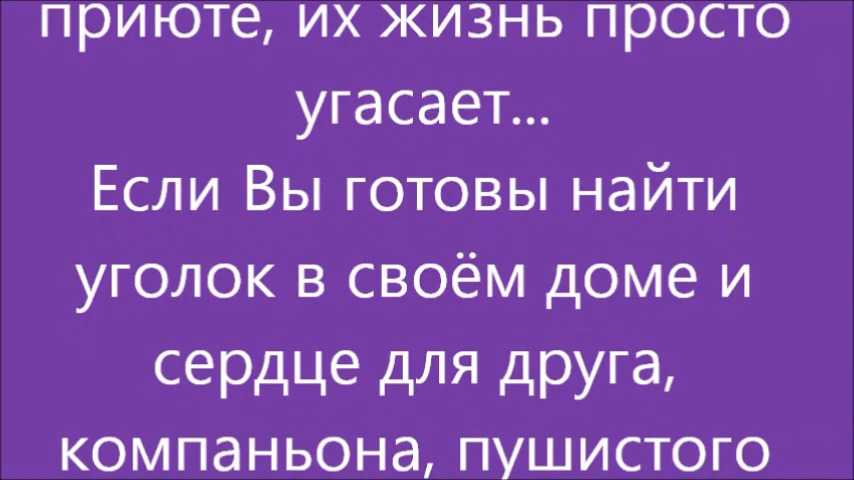 приюте, их жизнь просто
угасает...
Если Вы готовы найти
уголок в своём доме и
сердце для друга,
компаньона, пушистого